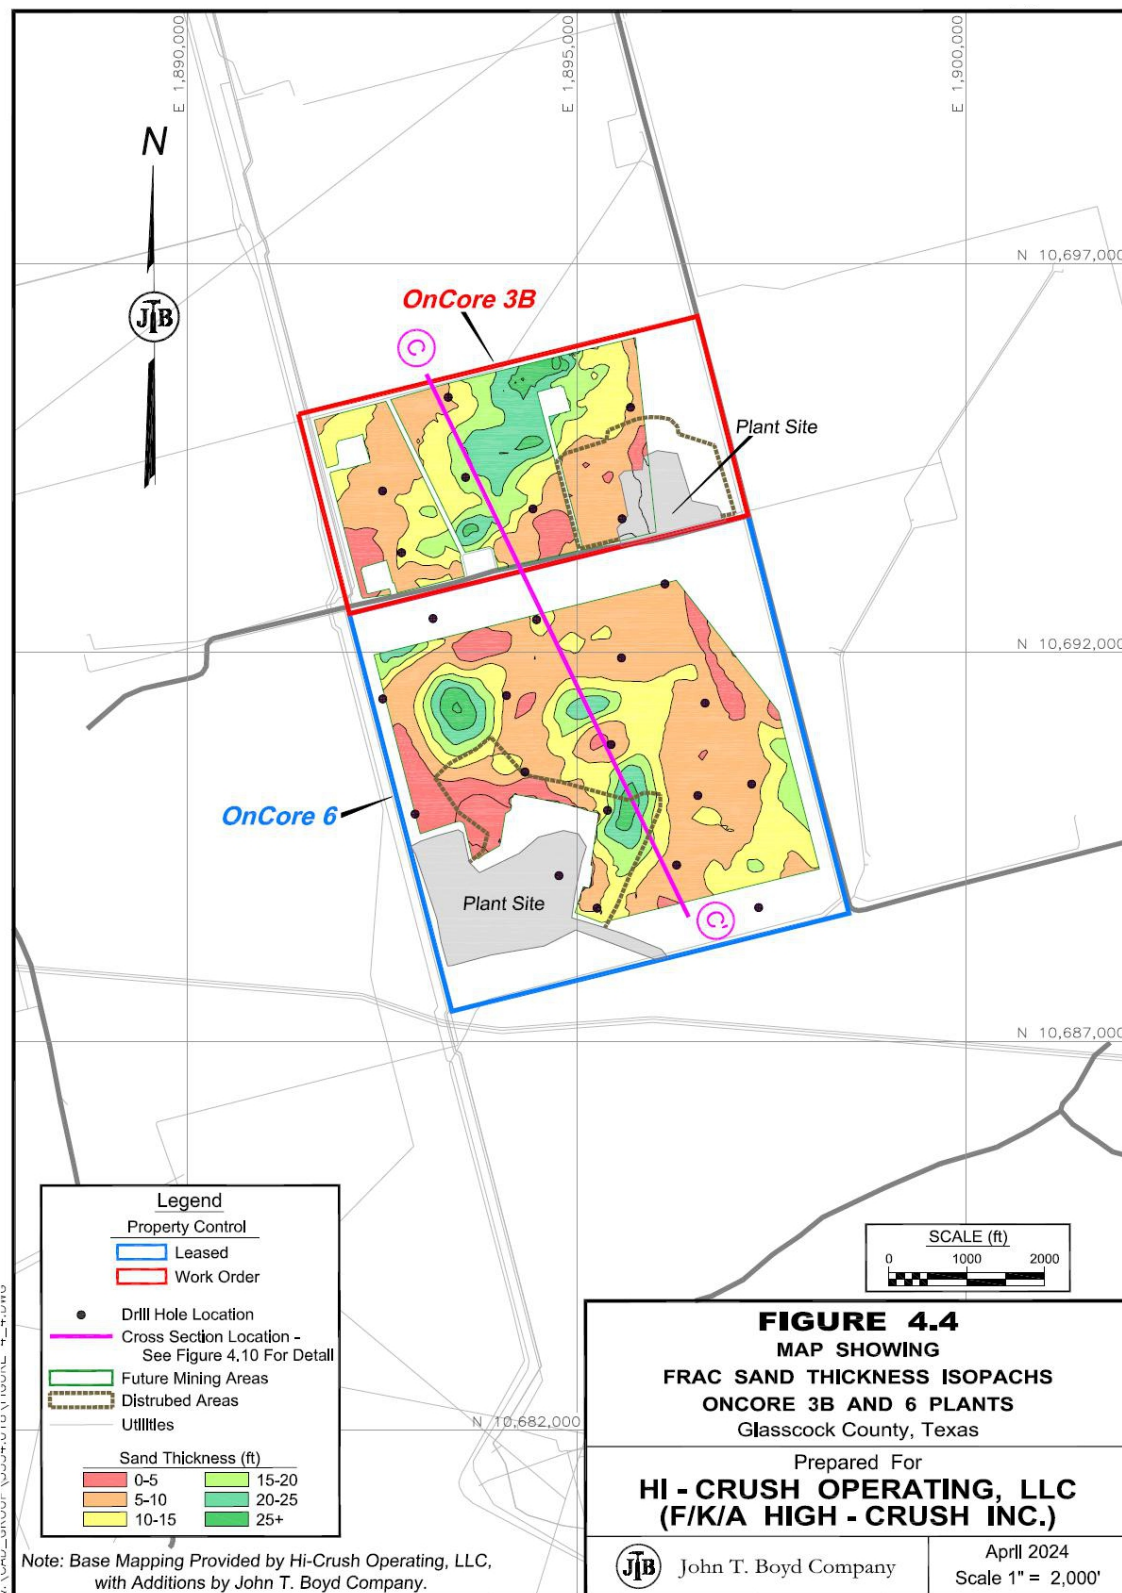 E 1,890,000
E 1,895,000
E 1,900,000
N
JTB
N 10,697,000
OnCore 3B
C
Plant Site
N 10,692,000
OnCore 6
Plant Site
C'
N 10,687,000
Legend
Property Control
Leased
Work Order
Drill Hole Location
Cross Section Location -
See Figure 4.10 For Detail
Future Mining Areas
Distrubed Areas
Utilities
Sand Thickness (ft)
0-5
15-20
5-10
20-25
10-15
25+
SCALE (ft)
0 1000 2000
N 10,682,000
FIGURE 4.4
MAP SHOWING
FRAC SAND THICKNESS ISOPACHS
ONCORE 3B AND 6 PLANTS
Glasscock County, Texas
Prepared For
HI - CRUSH OPERATING, LLC
(F/K/A HIGH - CRUSH INC.)
JTB John T. Boyd Company
April 2024
Scale 1" = 2,000'
Note: Base Mapping Provided by Hi-Crush Operating, LLC,
with Additions by John T. Boyd Company.